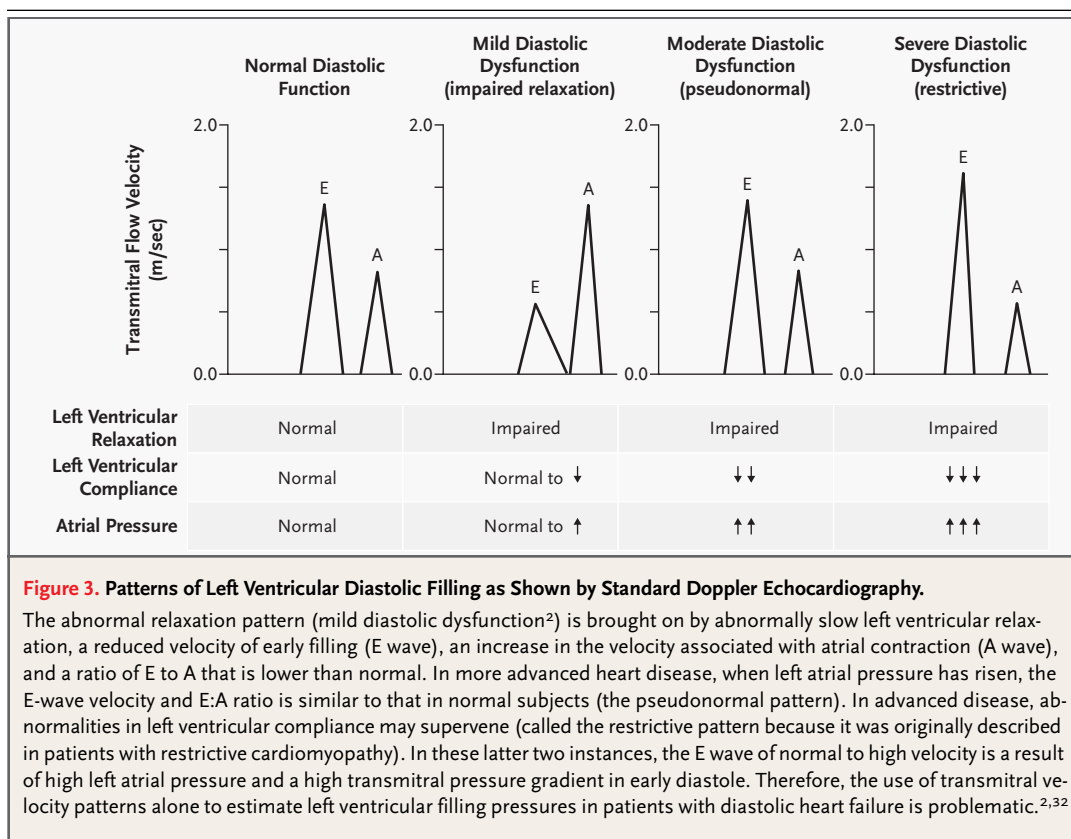 Normal Diastolic
Function
Mild Diastolic
Dysfunction
(impaired relaxation)
Moderate Diastolic
Dysfunction
(pseudonormal)
Severe Diastolic
Dysfunction
(restrictive)
Transmitral Flow Velocity
(m/sec)
2.0
0.0
E
A
2.0
0.0
E
A
2.0
0.0
E
A
2.0
0.0
E
A
Left Ventricular
Relaxation
Normal
Impaired
Impaired
Impaired
Left Ventricular
Compliance
Normal
Normal to ↓
↓↓
↓↓↓
Atrial Pressure
Normal
Normal to ↑
↑↑
↑↑↑
Figure 3. Patterns of Left Ventricular Diastolic Filling as Shown by Standard Doppler Echocardiography.
The abnormal relaxation pattern (mild diastolic dysfunction²) is brought on by abnormally slow left ventricular relax-
ation, a reduced velocity of early filling (E wave), an increase in the velocity associated with atrial contraction (A wave),
and a ratio of E to A that is lower than normal. In more advanced heart disease, when left atrial pressure has risen, the
E-wave velocity and E:A ratio is similar to that in normal subjects (the pseudonormal pattern). In advanced disease, ab-
normalities in left ventricular compliance may supervene (called the restrictive pattern because it was originally described
in patients with restrictive cardiomyopathy). In these latter two instances, the E wave of normal to high velocity is a result
of high left atrial pressure and a high transmitral pressure gradient in early diastole. Therefore, the use of transmitral ve-
locity patterns alone to estimate left ventricular filling pressures in patients with diastolic heart failure is problematic.²,³²